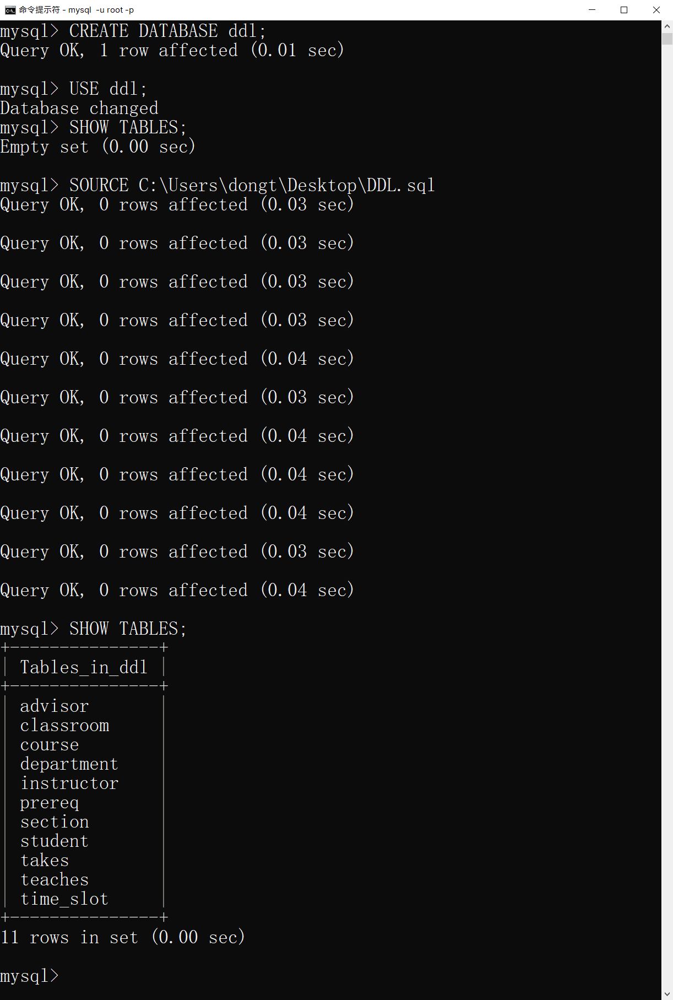 命令提示符 - mysql  -u root -p
mysql> CREATE DATABASE ddl;
Query OK, 1 row affected (0.01 sec)
mysql> USE ddl;
Database changed
mysql> SHOW TABLES;
Empty set (0.00 sec)
mysql> SOURCE C:\Users\dongt\Desktop\DDL.sql
Query OK, 0 rows affected (0.03 sec)
Query OK, 0 rows affected (0.03 sec)
Query OK, 0 rows affected (0.03 sec)
Query OK, 0 rows affected (0.03 sec)
Query OK, 0 rows affected (0.04 sec)
Query OK, 0 rows affected (0.03 sec)
Query OK, 0 rows affected (0.04 sec)
Query OK, 0 rows affected (0.04 sec)
Query OK, 0 rows affected (0.04 sec)
Query OK, 0 rows affected (0.03 sec)
Query OK, 0 rows affected (0.04 sec)
mysql> SHOW TABLES;
+---------------+
| Tables_in_ddl |
+---------------+
| advisor       |
| classroom     |
| course        |
| department    |
| instructor    |
| prereq        |
| section       |
| student       |
| takes         |
| teaches       |
| time_slot     |
+---------------+
11 rows in set (0.00 sec)
mysql>